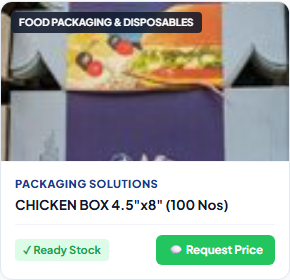 FOOD PACKAGING & DISPOSABLES
PACKAGING SOLUTIONS
CHICKEN BOX 4.5"x8" (100 Nos)
✓ Ready Stock
Request Price